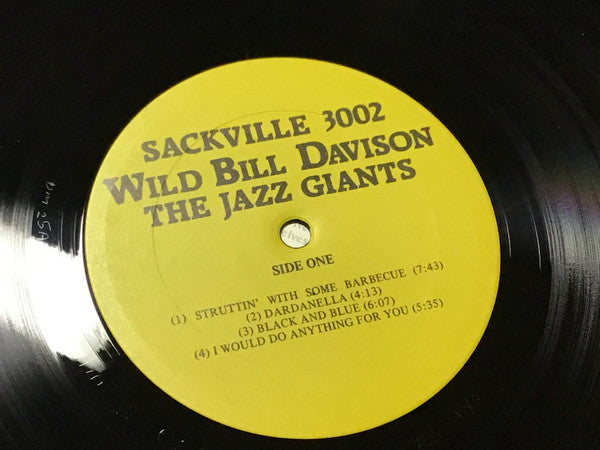 SACKVILLE 3002
WILD BILL DAVISON
THE JAZZ GIANTS
SIDE ONE
(1) STRUTTIN' WITH SOME BARBECUE (7:43)
(2) DARDANELLA (4:13)
(3) BLACK AND BLUE (6:07)
(4) I WOULD DO ANYTHING FOR YOU (5:35)